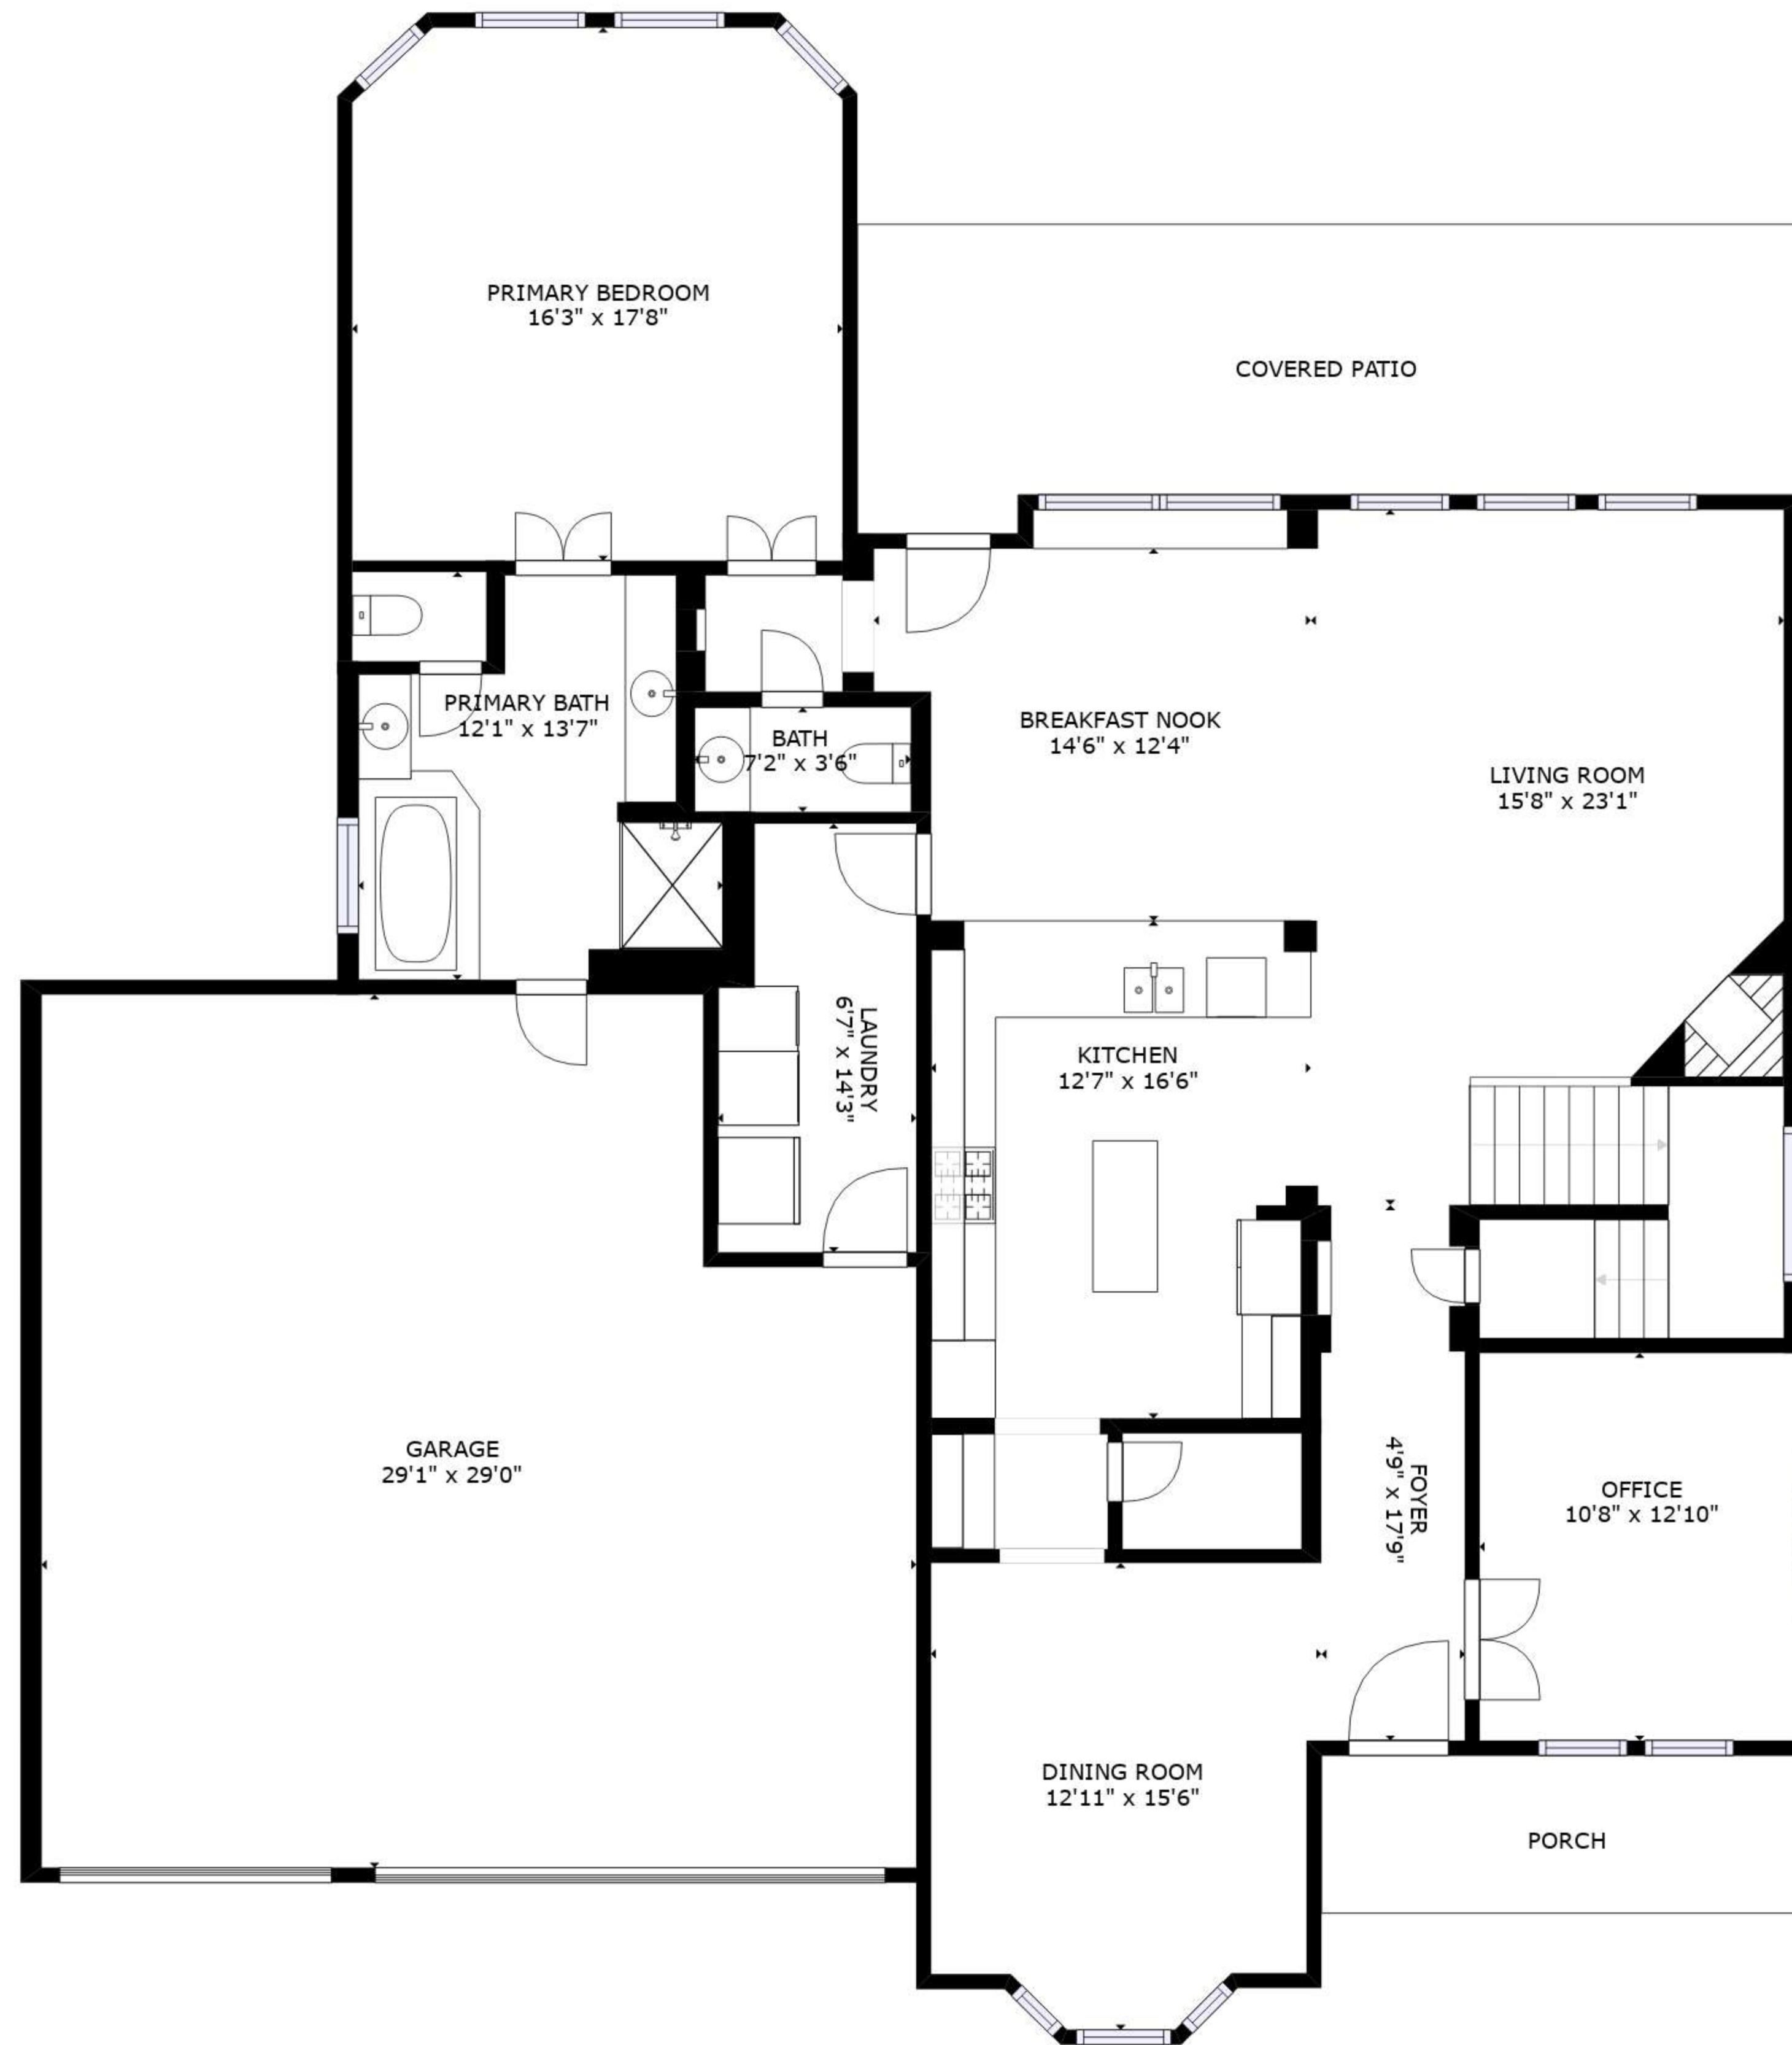 PRIMARY BEDROOM
16'3" x 17'8"
COVERED PATIO
PRIMARY BATH
12'1" x 13'7"
BATH
7'2" x 3'6"
BREAKFAST NOOK
14'6" x 12'4"
LIVING ROOM
15'8" x 23'1"
LAUNDRY
6'7" x 14'3"
KITCHEN
12'7" x 16'6"
GARAGE
29'1" x 29'0"
FOYER
4'9" x 17'9"
OFFICE
10'8" x 12'10"
DINING ROOM
12'11" x 15'6"
PORCH